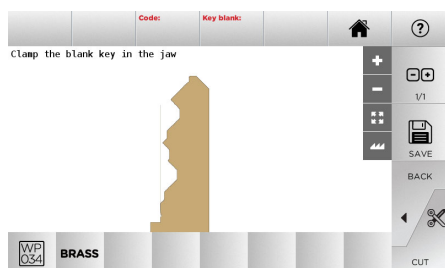 Code:
Key blank:
?
Clamp the blank key in the jaw
1/1
SAVE
BACK
CUT
WP
034
BRASS